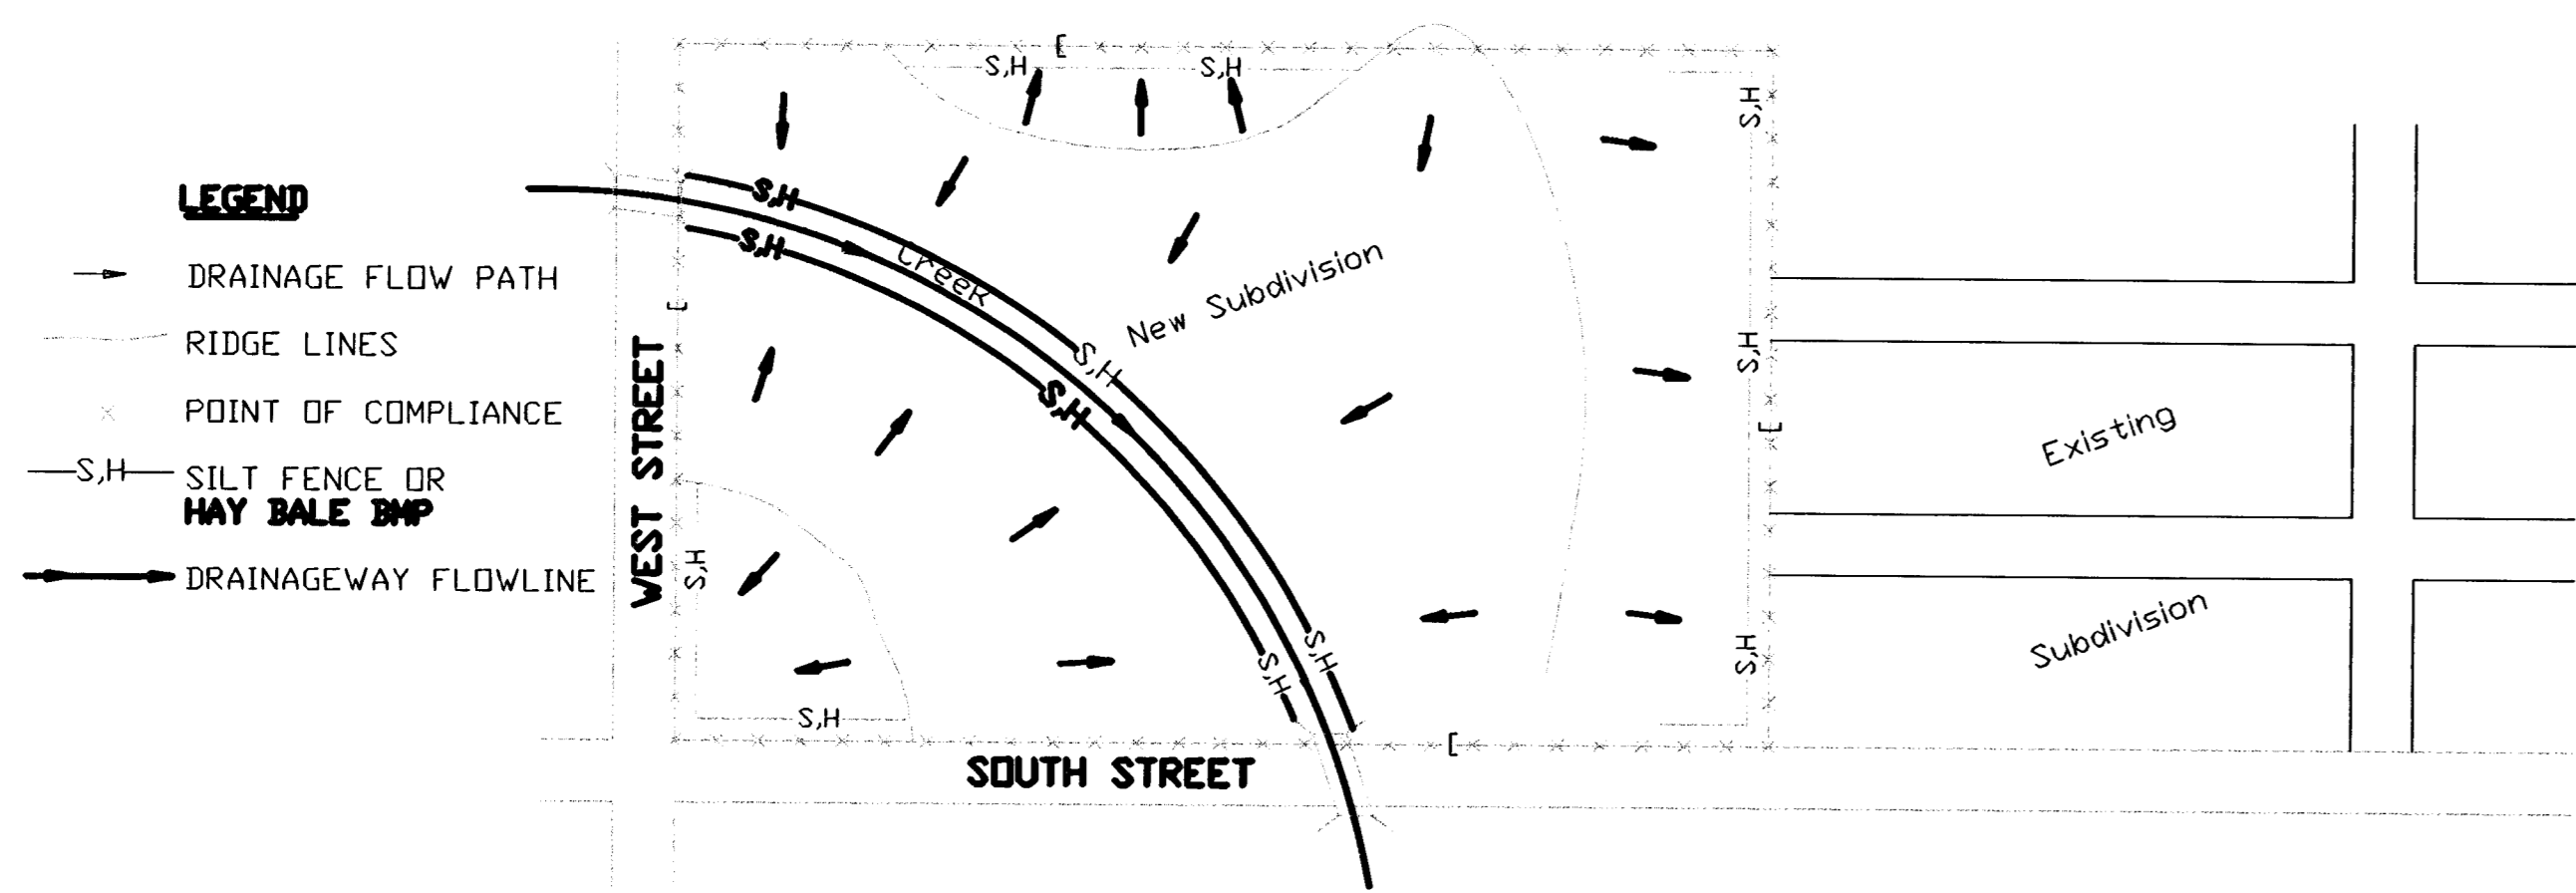 LEGEND
DRAINAGE FLOW PATH
RIDGE LINES
POINT OF COMPLIANCE
S,H
SILT FENCE OR
HAY BALE BMP
DRAINAGEWAY FLOWLINE
WEST STREET
SOUTH STREET
S,H
S,H
S,H
S,H
Creek
New Subdivision
S,H
S,H
S,H
S,H
S,H
S,H
S,H
S,H
S,H
Existing
Subdivision